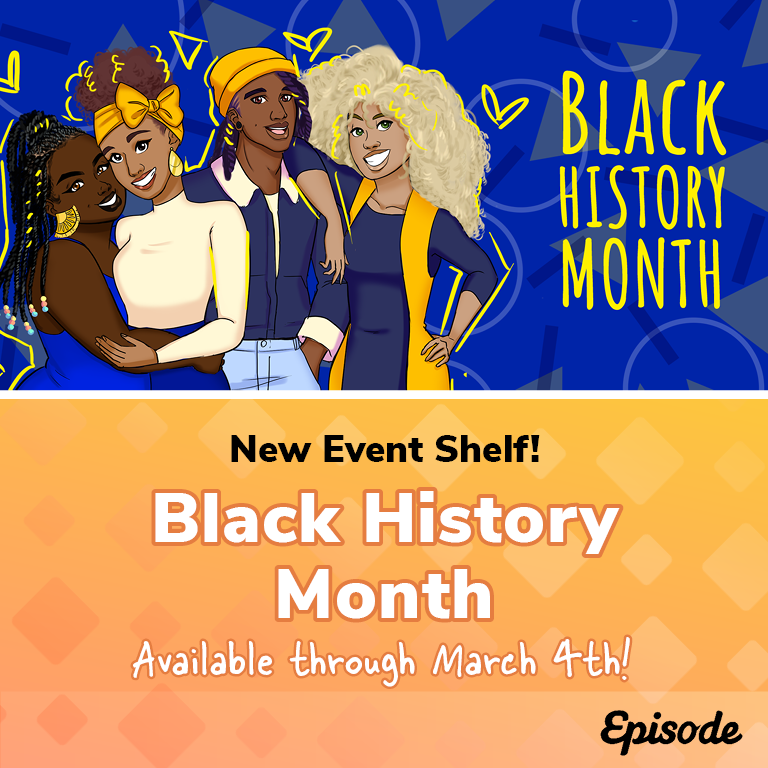 BLACK
HISTORY
MONTH
New Event Shelf!
Black History
Month
Available through March 4th!
Episode